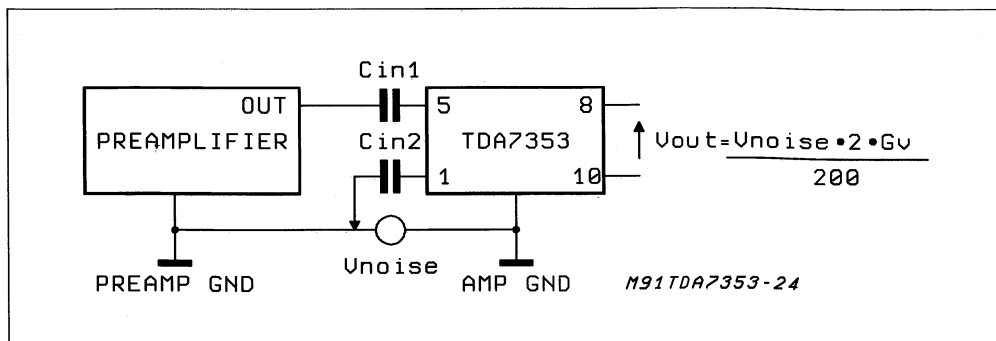 Cin1
OUT
PREAMPLIFIER
Cin2
5
8
TDA7353
1
10
Vout=Vnoise•2•Gv
200
Vnoise
PREAMP GND
AMP GND
M91TDA7353-24